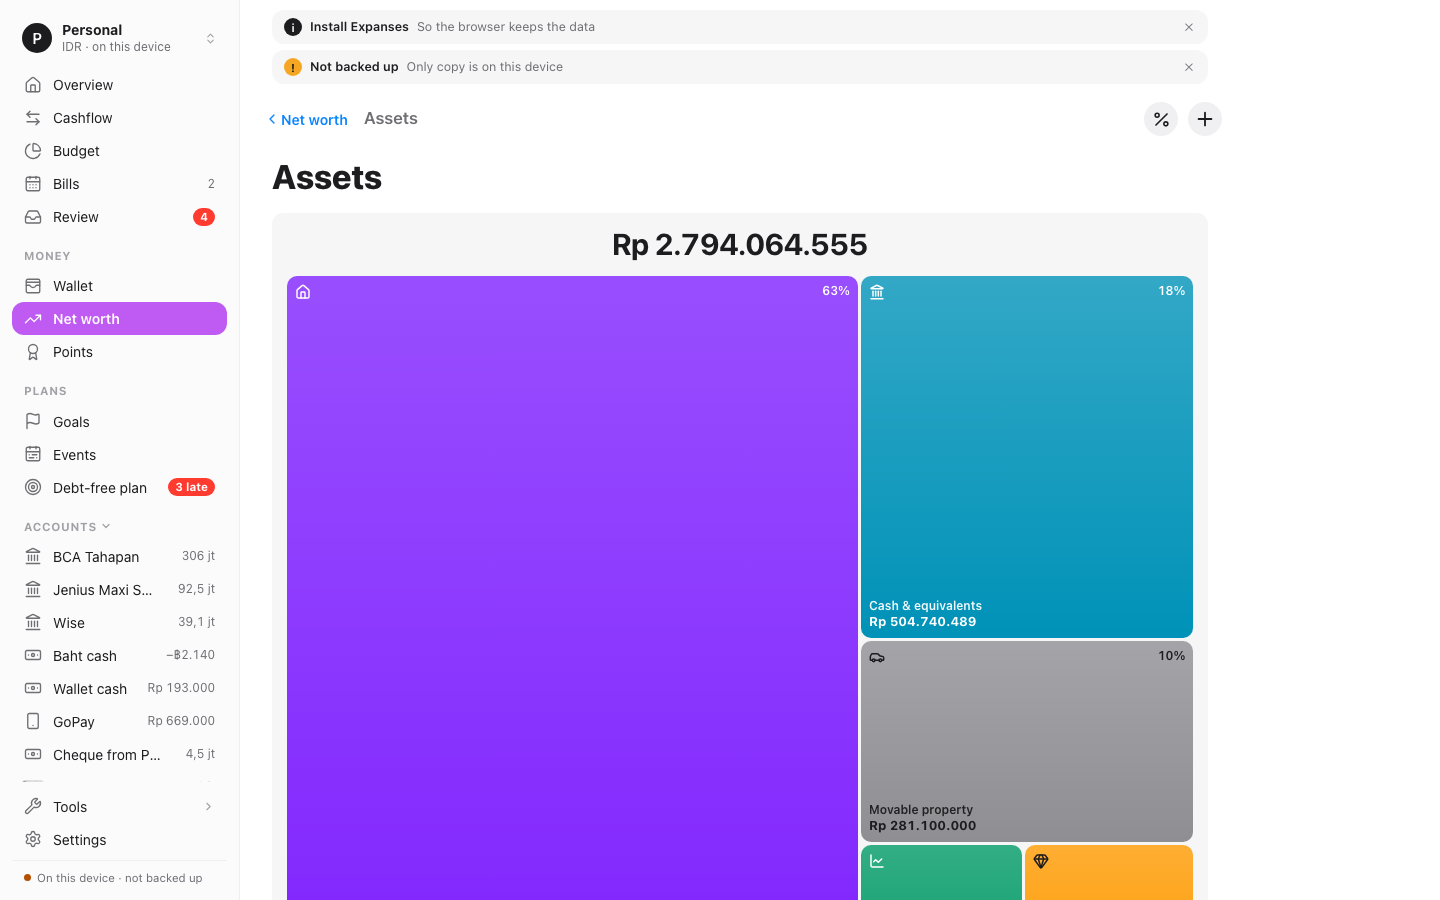 P
Personal
IDR · on this device
Overview
Cashflow
Budget
Bills 2
Review 4
MONEY
Wallet
Net worth
Points
PLANS
Goals
Events
Debt-free plan 3 late
ACCOUNTS
BCA Tahapan 306 jt
Jenius Maxi S... 92,5 jt
Wise 39,1 jt
Baht cash −฿2.140
Wallet cash Rp 193.000
GoPay Rp 669.000
Cheque from P... 4,5 jt
Tools
Settings
On this device · not backed up
Install Expanses So the browser keeps the data
Not backed up Only copy is on this device
Net worth Assets
Assets
Rp 2.794.064.555
63%
18%
Cash & equivalents
Rp 504.740.489
10%
Movable property
Rp 281.100.000